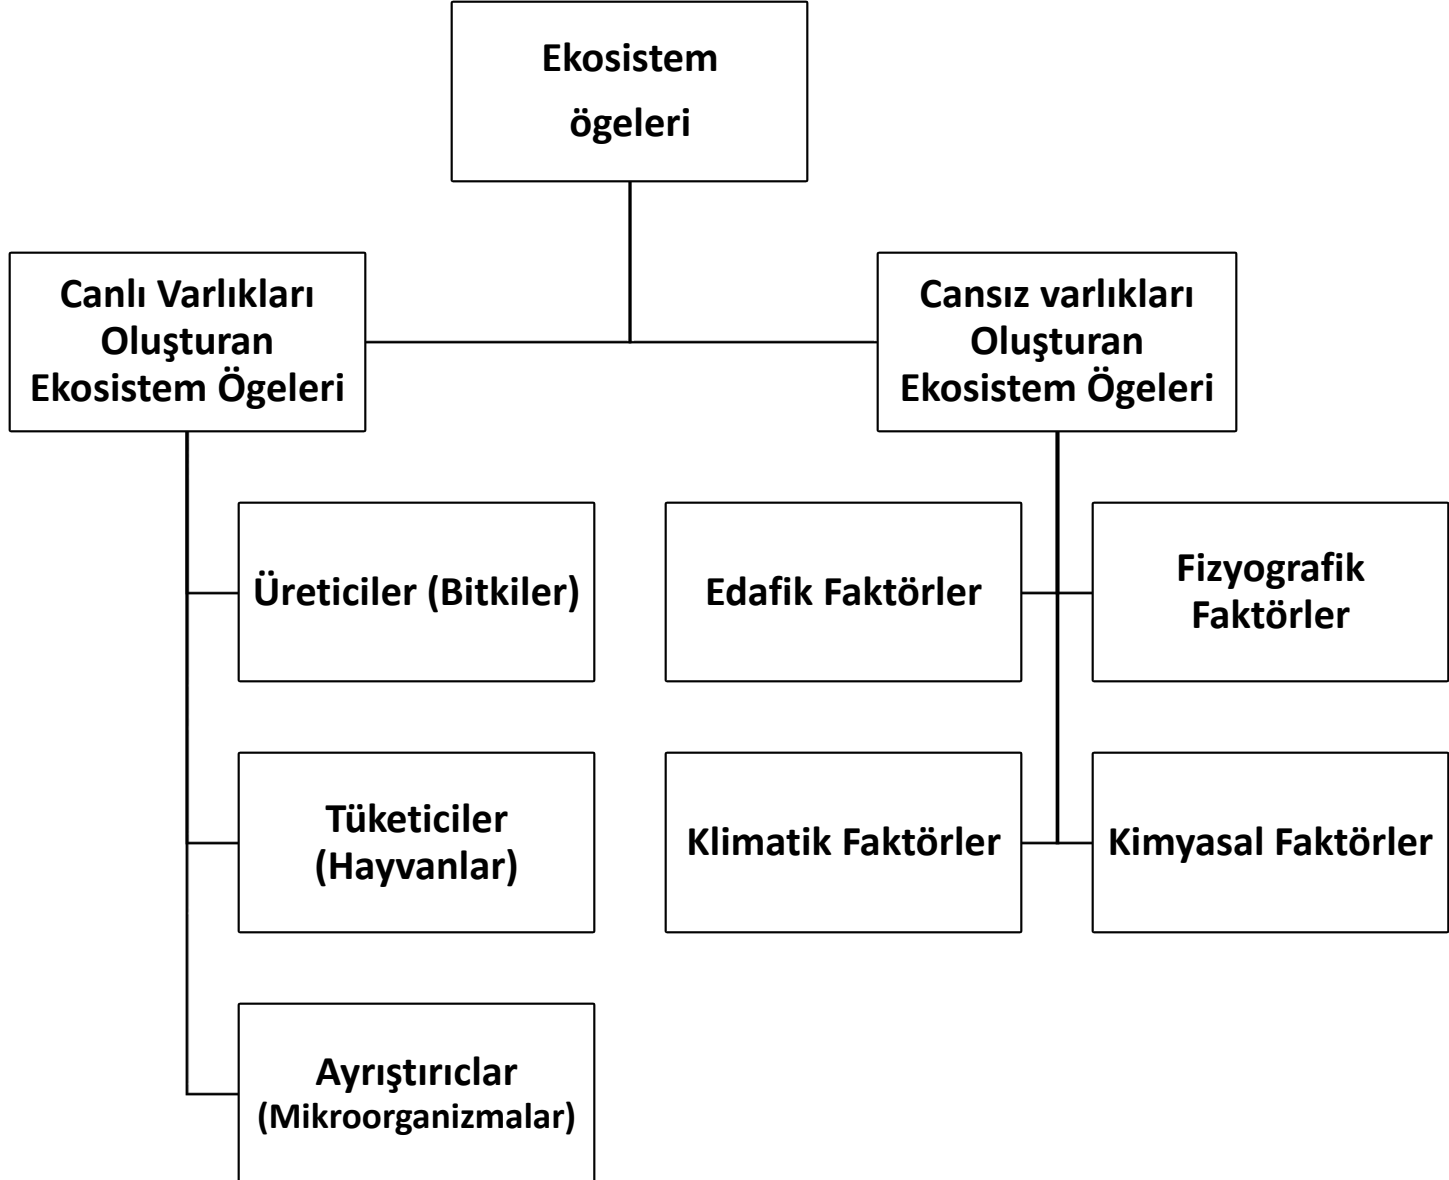 Ekosistem
ögeleri
Canlı Varlıkları
Oluşturan
Ekosistem Ögeleri
Cansız varlıkları
Oluşturan
Ekosistem Ögeleri
Üreticiler (Bitkiler)
Edafik Faktörler
Fizyografik
Faktörler
Tüketiciler
(Hayvanlar)
Klimatik Faktörler
Kimyasal Faktörler
Ayrıştırıclar
(Mikroorganizmalar)